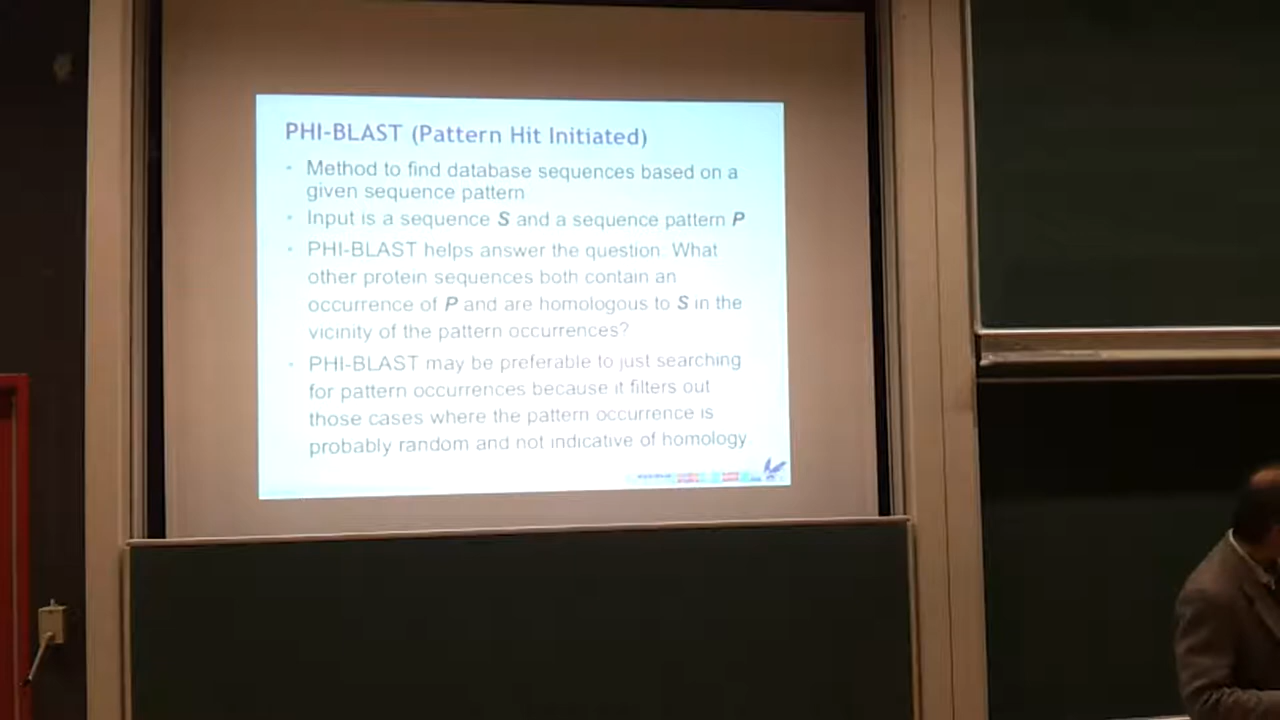 PHI-BLAST (Pattern Hit Initiated)
Method to find database sequences based on a
given sequence pattern
Input is a sequence S and a sequence pattern P
PHI-BLAST helps answer the question: What
other protein sequences both contain an
occurrence of P and are homologous to S in the
vicinity of the pattern occurrences?
PHI-BLAST may be preferable to just searching
for pattern occurrences because it filters out
those cases where the pattern occurrence is
probably random and not indicative of homology